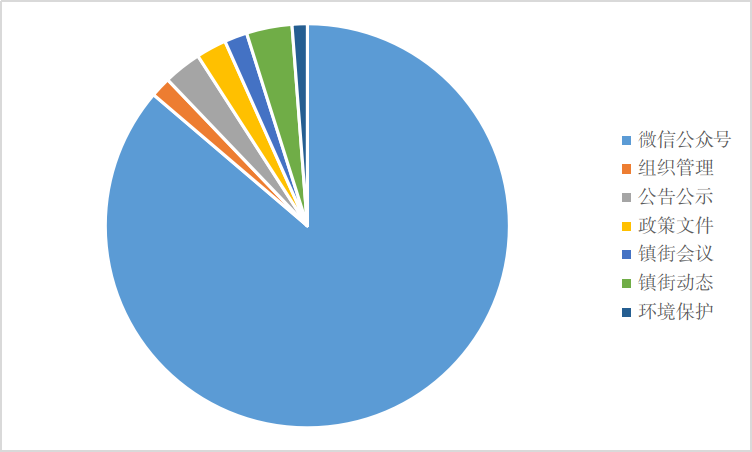 微信公众号
组织管理
公告公示
政策文件
镇街会议
镇街动态
环境保护